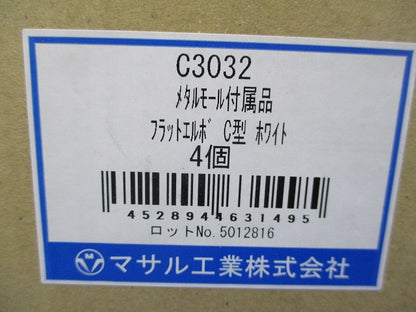 C3032
ﾒﾀﾙﾓｰﾙ付属品
ﾌﾗｯﾄｴﾙﾎﾞ C型 ﾎﾜｲﾄ
4個
4528944631495
ロットNo.5012816
M マサル工業株式会社